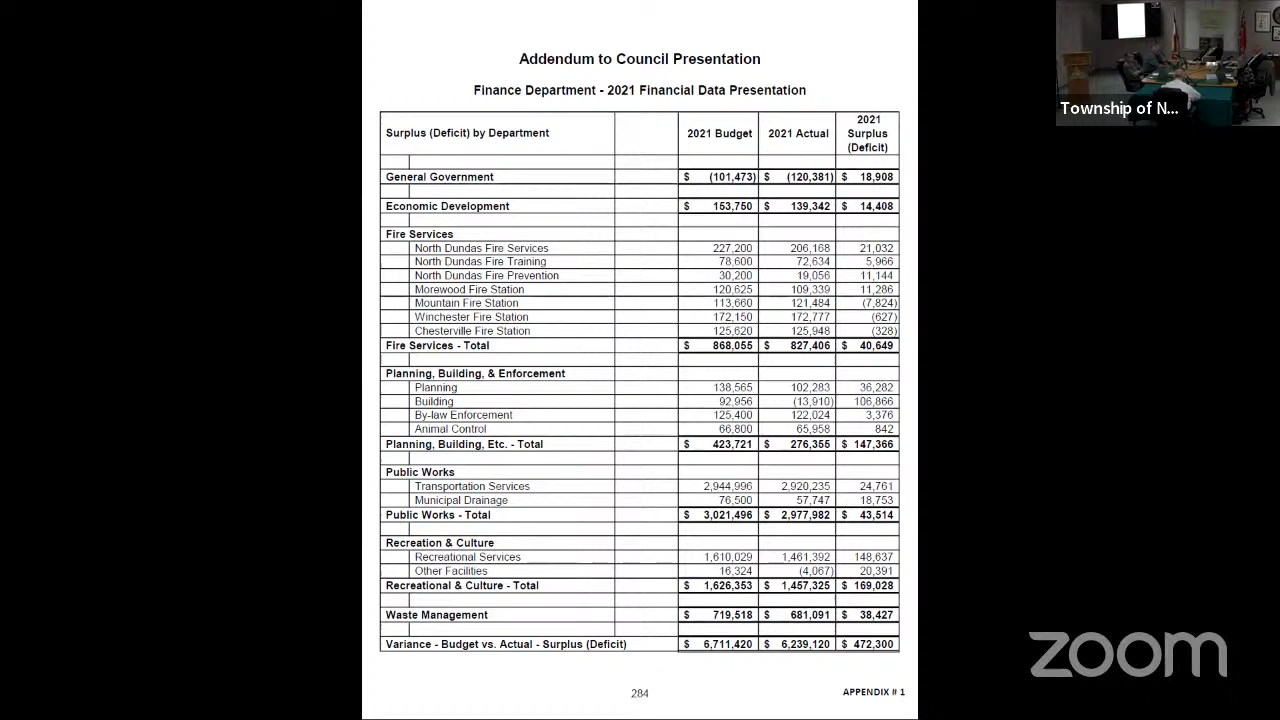 Addendum to Council Presentation
Finance Department - 2021 Financial Data Presentation
Surplus (Deficit) by Department 2021 Budget 2021 Actual 2021 Surplus (Deficit)
General Government $ (101,473) $ (120,381) $ 18,908
Economic Development $ 153,750 $ 139,342 $ 14,408
Fire Services
North Dundas Fire Services 227,200 206,168 21,032
North Dundas Fire Training 78,600 72,634 5,966
North Dundas Fire Prevention 30,200 19,056 11,144
Morewood Fire Station 120,625 109,339 11,286
Mountain Fire Station 113,660 121,484 (7,824)
Winchester Fire Station 172,150 172,777 (627)
Chesterville Fire Station 125,620 125,948 (328)
Fire Services - Total $ 868,055 $ 827,406 $ 40,649
Planning, Building, & Enforcement
Planning 138,565 102,283 36,282
Building 92,956 (13,910) 106,866
By-law Enforcement 125,400 122,024 3,376
Animal Control 66,800 65,958 842
Planning, Building, Etc. - Total $ 423,721 $ 276,355 $ 147,366
Public Works
Transportation Services 2,944,996 2,920,235 24,761
Municipal Drainage 76,500 57,747 18,753
Public Works - Total $ 3,021,496 $ 2,977,982 $ 43,514
Recreation & Culture
Recreational Services 1,610,029 1,461,392 148,637
Other Facilities 16,324 (4,067) 20,391
Recreational & Culture - Total $ 1,626,353 $ 1,457,325 $ 169,028
Waste Management $ 719,518 $ 681,091 $ 38,427
Variance - Budget vs. Actual - Surplus (Deficit) $ 6,711,420 $ 6,239,120 $ 472,300
284
APPENDIX # 1
Township of N...
zoom